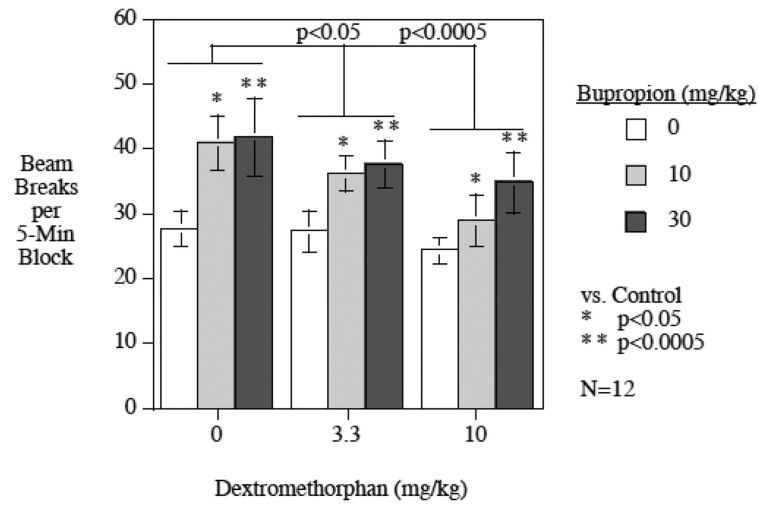 60
50
40
30
20
10
0
Beam
Breaks
per
5-Min
Block
p<0.05 p<0.0005
* **
* **
* **
0 3.3 10
Dextromethorphan (mg/kg)
Bupropion (mg/kg)
0
10
30
vs. Control
* p<0.05
** p<0.0005
N=12